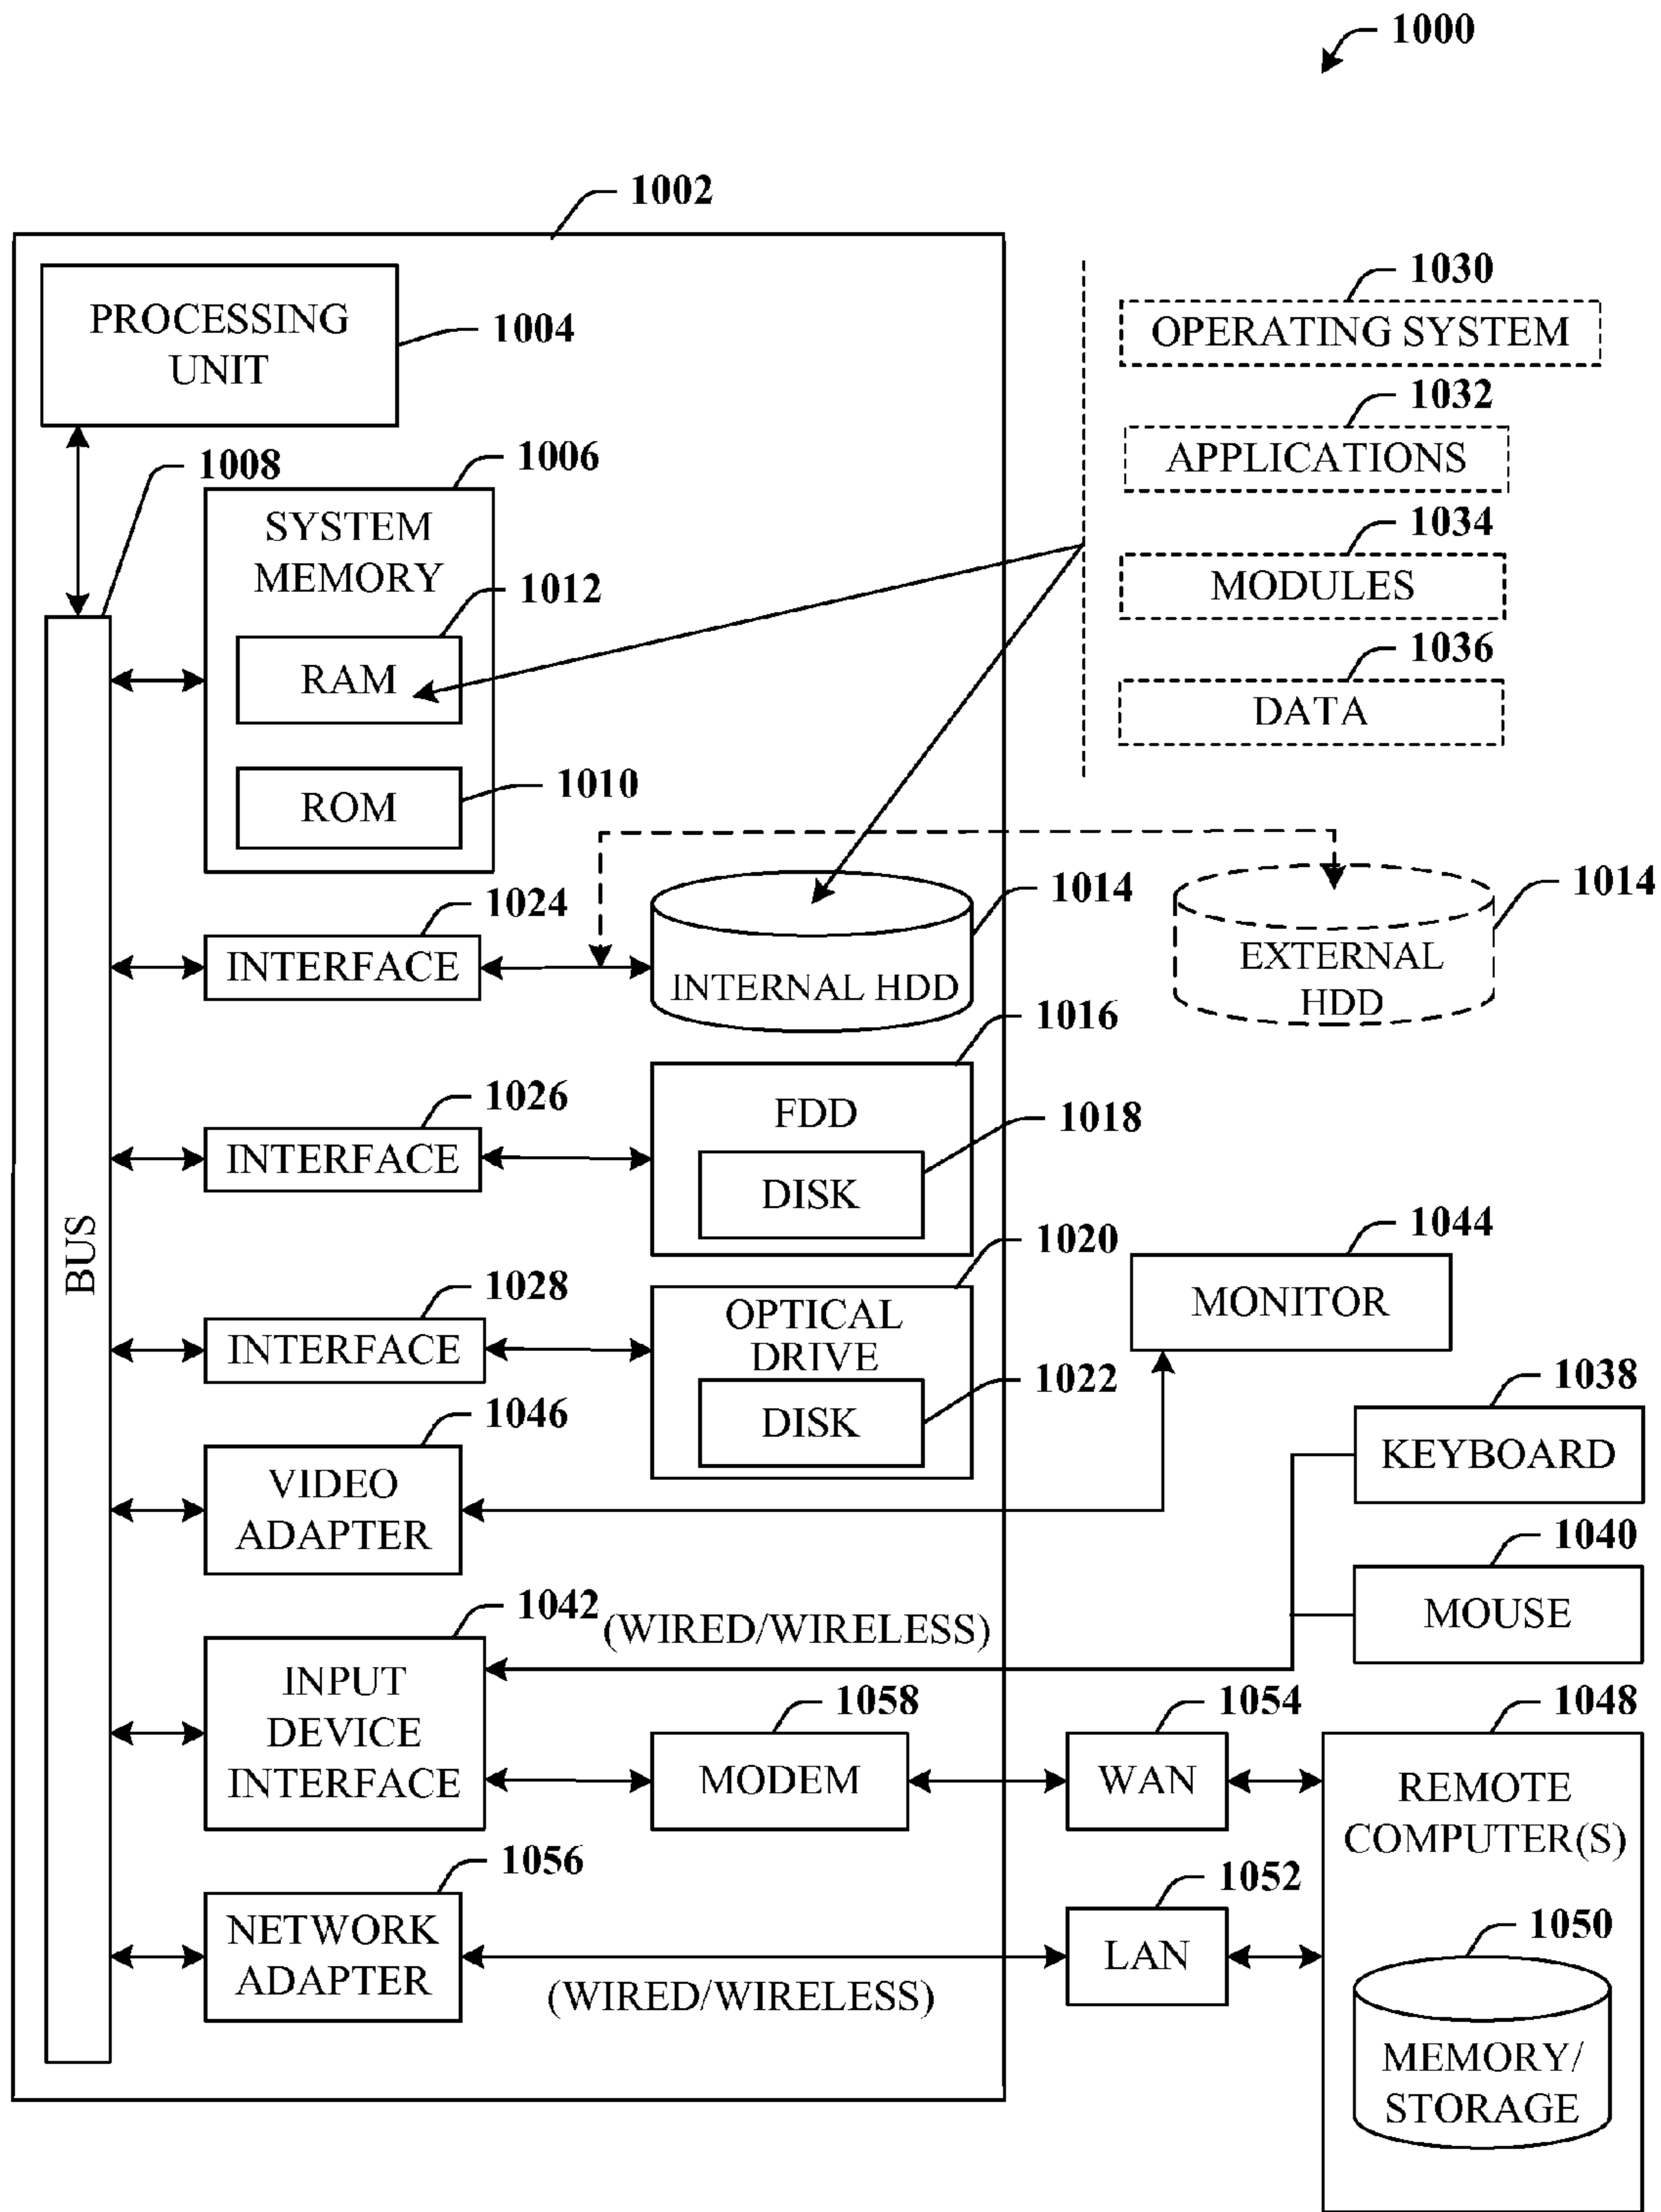 1000
1002
PROCESSING
UNIT
1004
1030
OPERATING SYSTEM
1032
APPLICATIONS
1034
MODULES
1036
DATA
1008
1006
SYSTEM
MEMORY
1012
RAM
1010
ROM
1024
INTERFACE
1014
INTERNAL HDD
1014
EXTERNAL
HDD
1016
FDD
1018
DISK
1026
INTERFACE
BUS
1020
OPTICAL
DRIVE
1022
DISK
1028
INTERFACE
1044
MONITOR
1046
VIDEO
ADAPTER
1038
KEYBOARD
1040
MOUSE
1042
(WIRED/WIRELESS)
INPUT
DEVICE
INTERFACE
1058
MODEM
1054
WAN
1048
REMOTE
COMPUTER(S)
1056
NETWORK
ADAPTER
(WIRED/WIRELESS)
1052
LAN
1050
MEMORY/
STORAGE